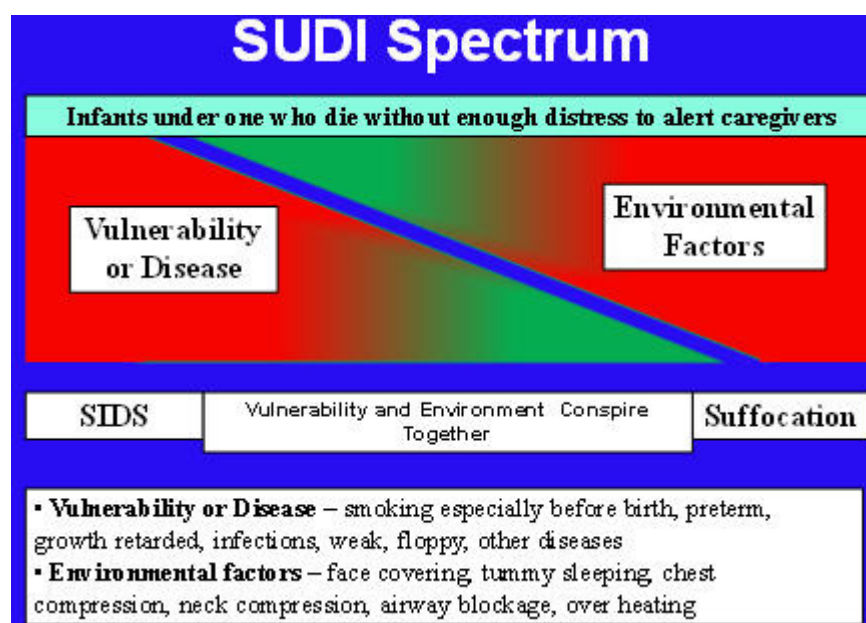 SUDI Spectrum
Infants under one who die without enough distress to alert caregivers
Vulnerability
or Disease
Environmental
Factors
SIDS
Vulnerability and Environment Conspire
Together
Suffocation
• Vulnerability or Disease – smoking especially before birth, preterm,
growth retarded, infections, weak, floppy, other diseases
• Environmental factors – face covering, tummy sleeping, chest
compression, neck compression, airway blockage, over heating